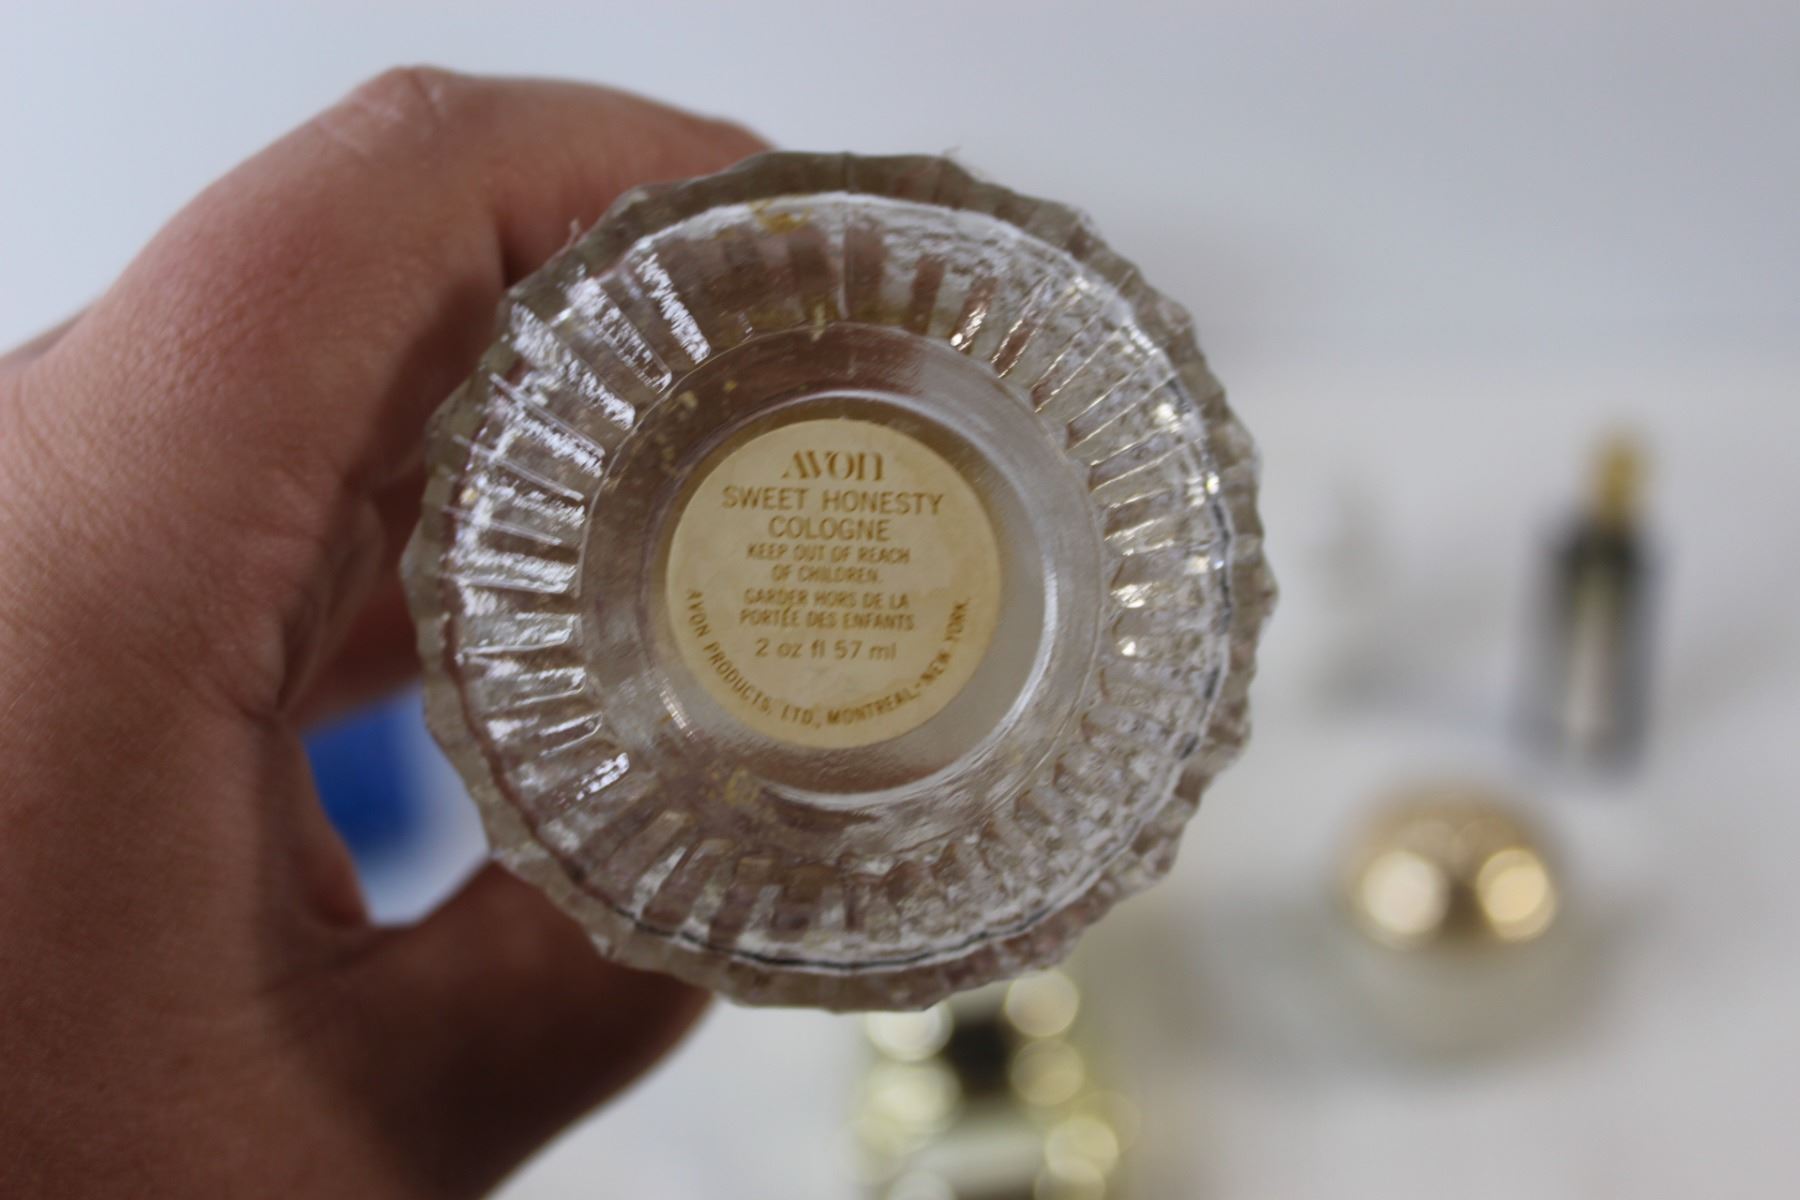 AVON
SWEET HONESTY
COLOGNE
KEEP OUT OF REACH
OF CHILDREN.
GARDER HORS DE LA
PORTÉE DES ENFANTS
2 oz fl 57 ml
AVON PRODUCTS, LTD., MONTREAL-NEW YORK.